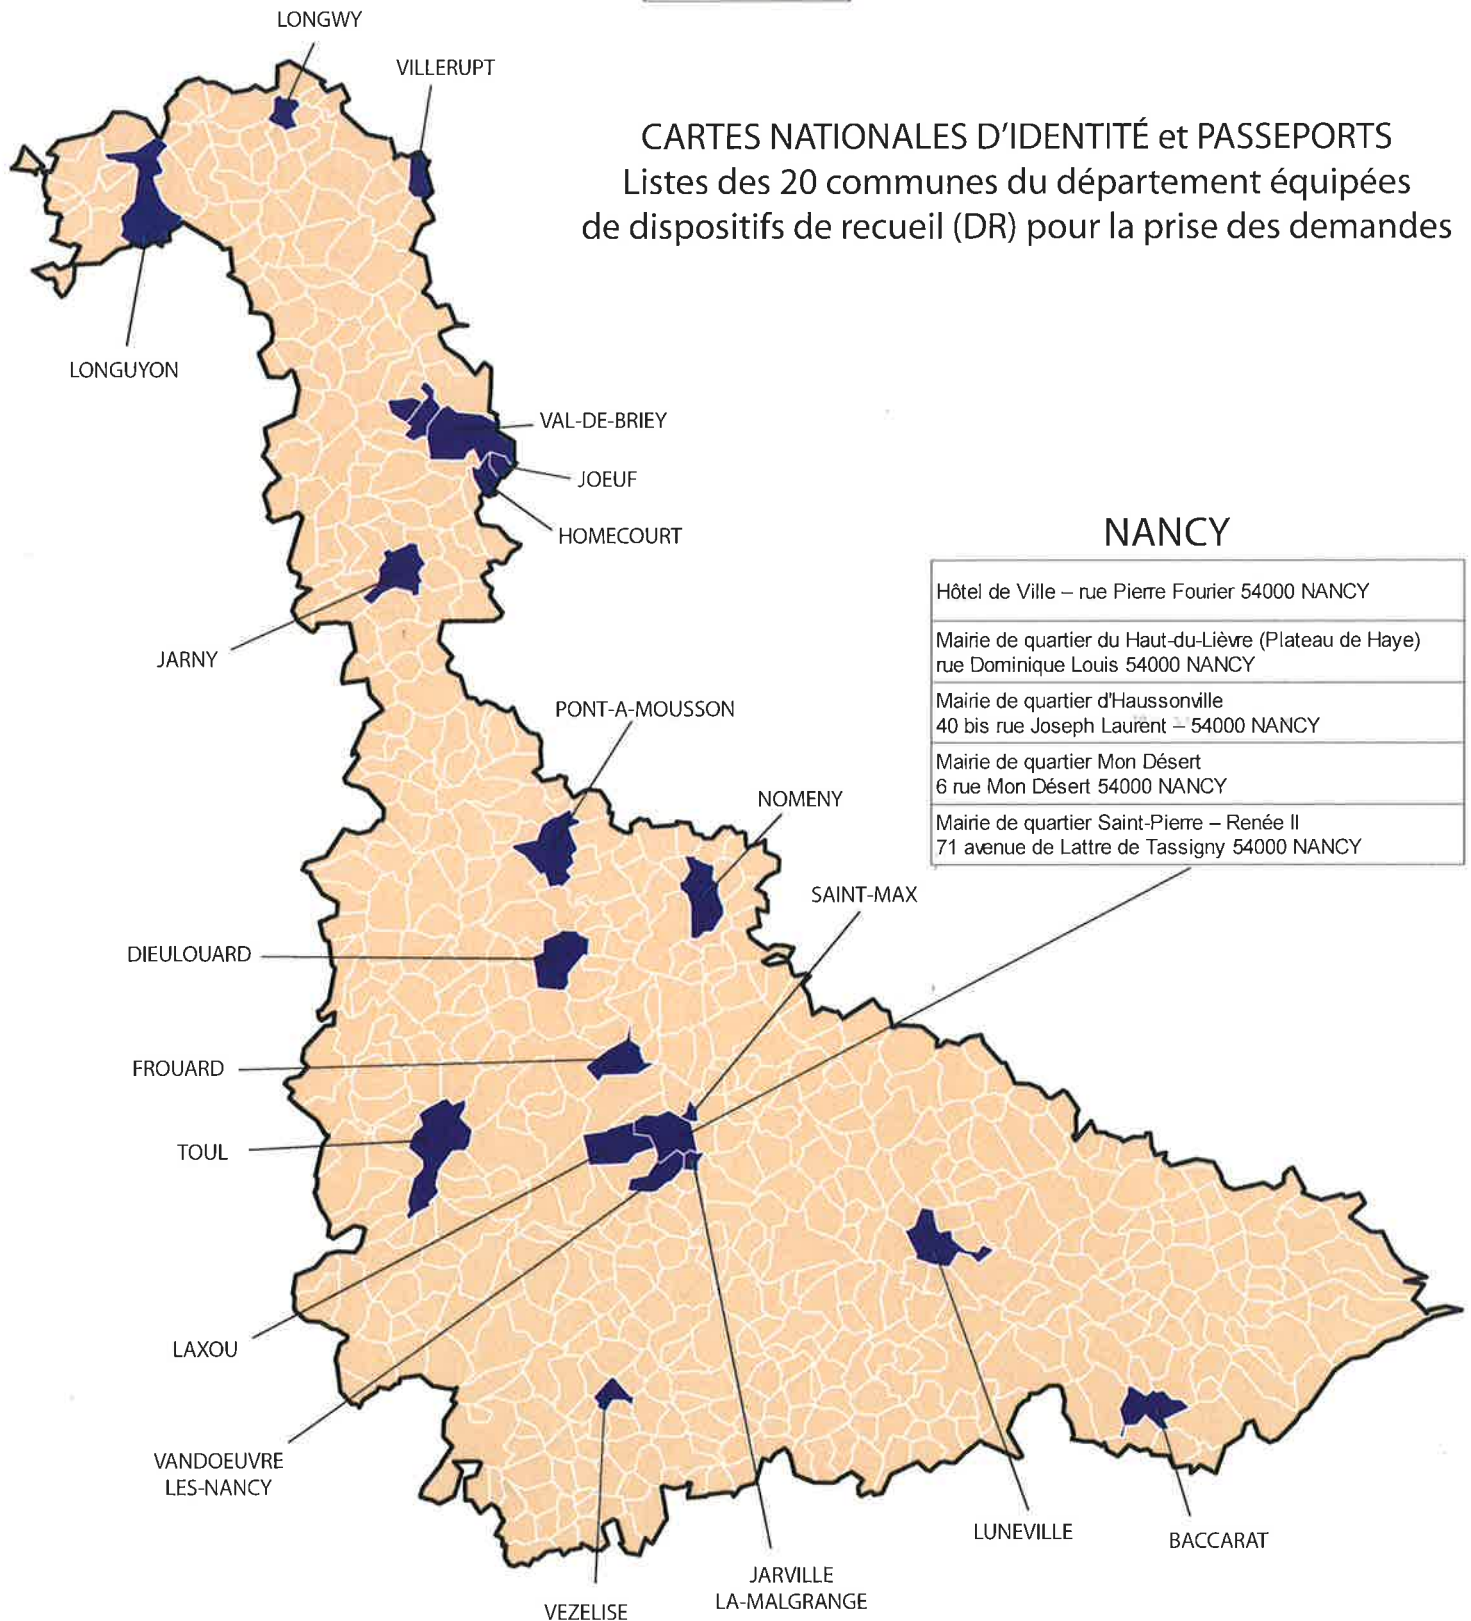 LONGWY
VILLERUPT
CARTES NATIONALES D'IDENTITÉ et PASSEPORTS
Listes des 20 communes du département équipées
de dispositifs de recueil (DR) pour la prise des demandes
LONGUYON
VAL-DE-BRIEY
JOEUF
HOMECOURT
JARNY
NANCY
Hôtel de Ville – rue Pierre Fourier 54000 NANCY
Mairie de quartier du Haut-du-Lièvre (Plateau de Haye)
rue Dominique Louis 54000 NANCY
Mairie de quartier d'Haussonville
40 bis rue Joseph Laurent – 54000 NANCY
Mairie de quartier Mon Désert
6 rue Mon Désert 54000 NANCY
Mairie de quartier Saint-Pierre – Renée II
71 avenue de Lattre de Tassigny 54000 NANCY
PONT-A-MOUSSON
NOMENY
SAINT-MAX
DIEULOUARD
FROUARD
TOUL
LAXOU
VANDOEUVRE
LES-NANCY
VEZELISE
JARVILLE
LA-MALGRANGE
LUNEVILLE
BACCARAT